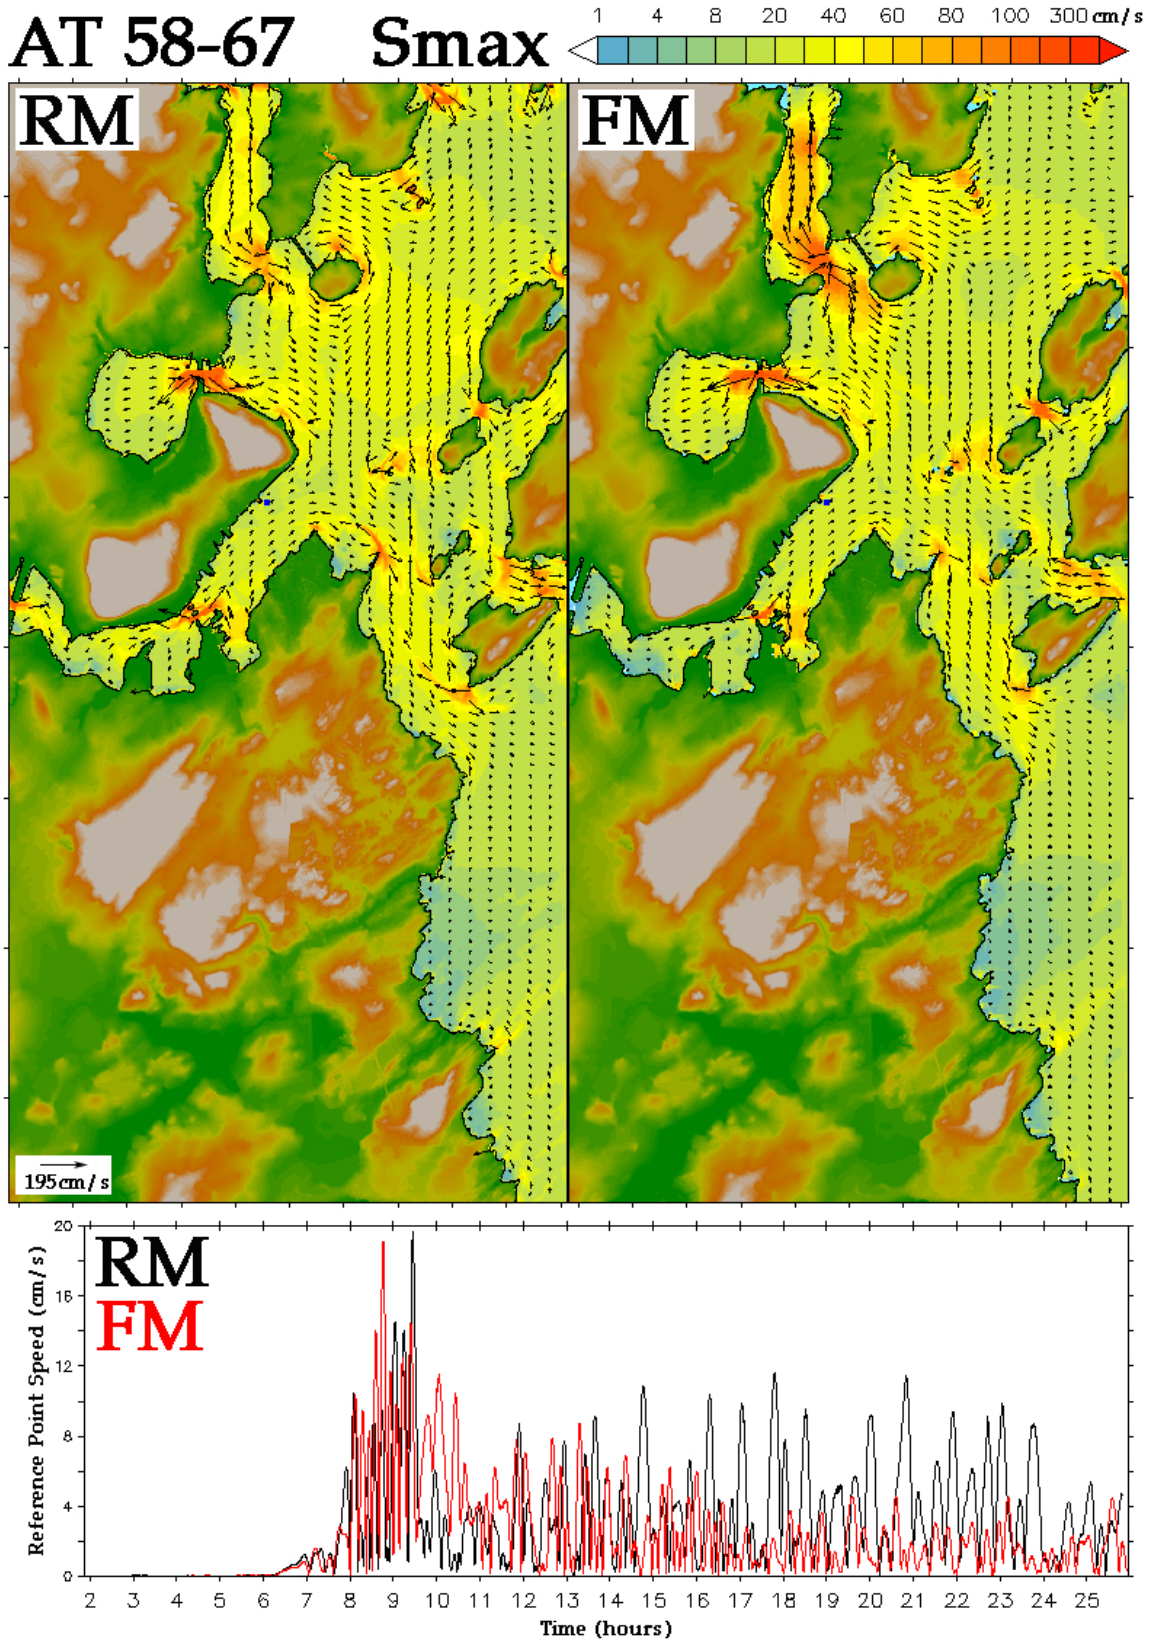 AT 58-67 Smax
1 4 8 20 40 60 80 100 300 cm/s
RM FM
195cm/s
Reference Point Speed (cm/s)
RM
FM
20
16
12
8
4
0
2 3 4 5 6 7 8 9 10 11 12 13 14 15 16 17 18 19 20 21 22 23 24 25
Time (hours)